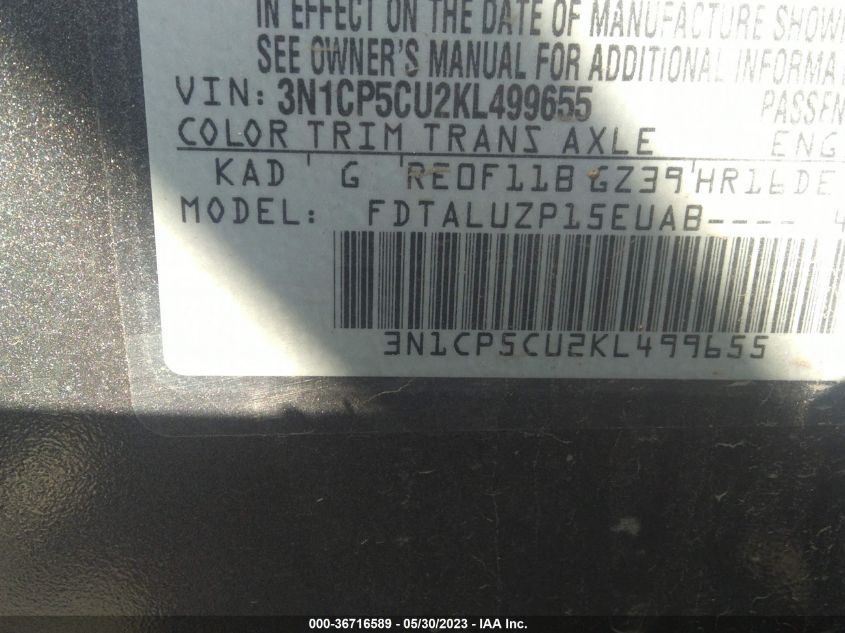 IN EFFECT ON THE DATE OF MANUFACTURE SHOWN
SEE OWNER'S MANUAL FOR ADDITIONAL INFORMA
VIN: 3N1CP5CU2KL499655 PASSEN
COLOR TRIM TRANS AXLE ENG
KAD G RE0F11B GZ39 HR16DE
MODEL: FDTALUZP15EUAB---- 4
3N1CP5CU2KL499655
000-36716589 - 05/30/2023 - IAA Inc.